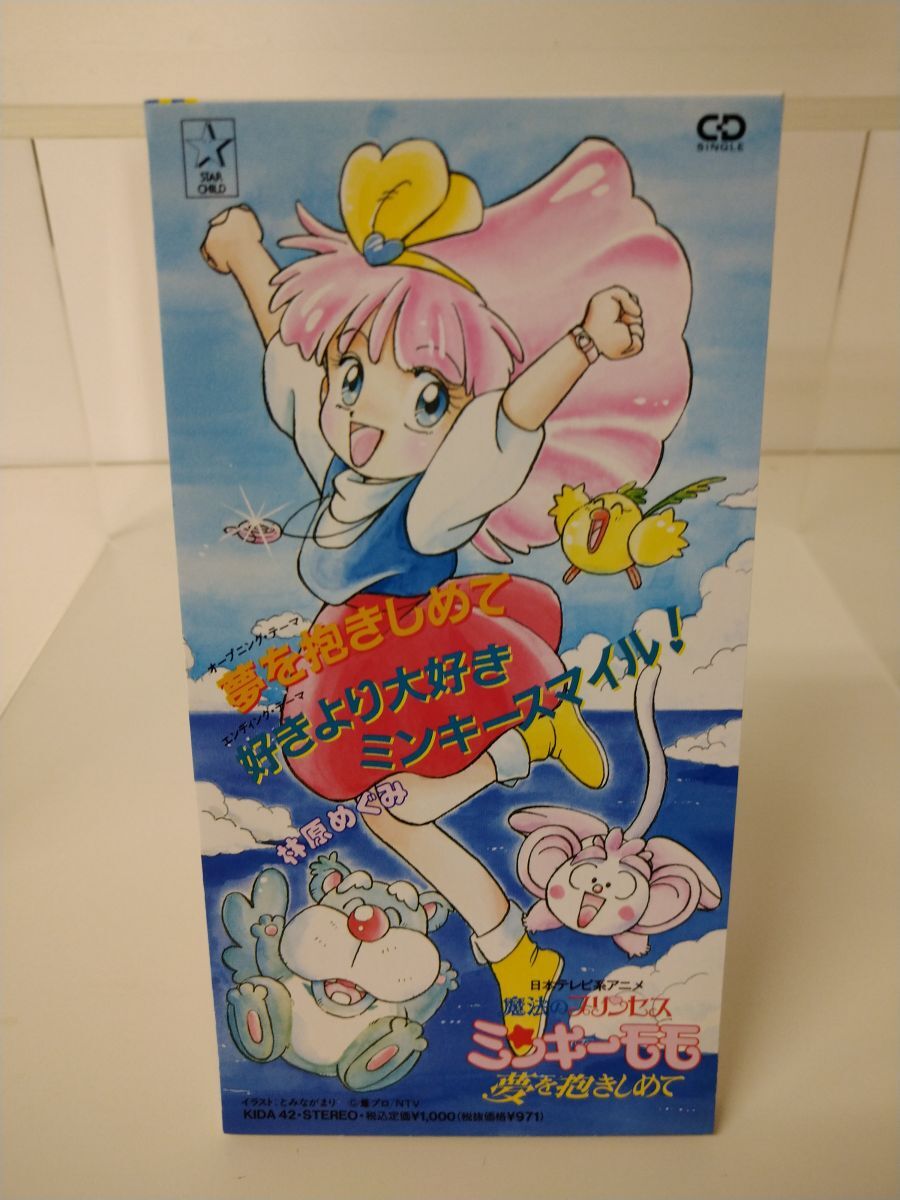 STAR
CHILD
CD
SINGLE
オープニング・テーマ
夢を抱きしめて
エンディング・テーマ
好きより大好き
ミンキースマイル!
林原めぐみ
日本テレビ系アニメ
魔法のプリンセス
ミンキーモモ
夢を抱きしめて
イラスト:とみながまり ©葦プロ/NTV
KIDA 42・STEREO・税込定価¥1,000(税抜価格¥971)